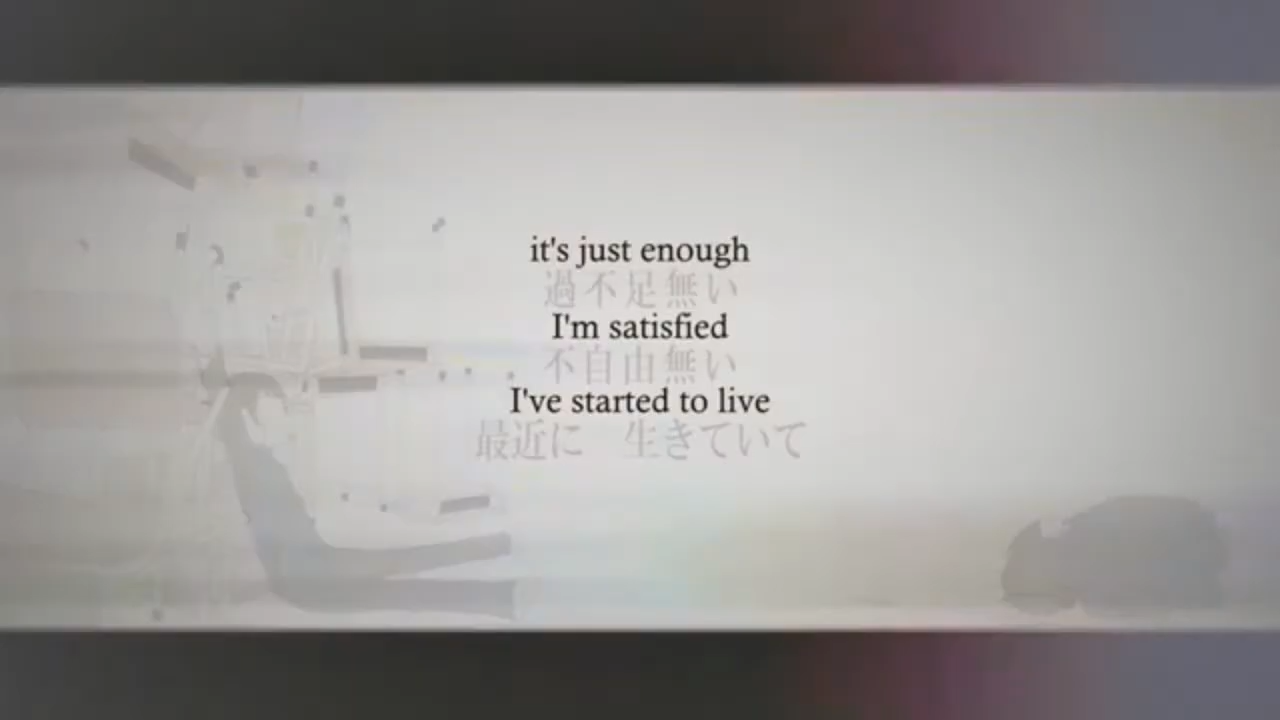 it's just enough
過不足無い
I'm satisfied
不自由無い
I've started to live
最近に 生きていて